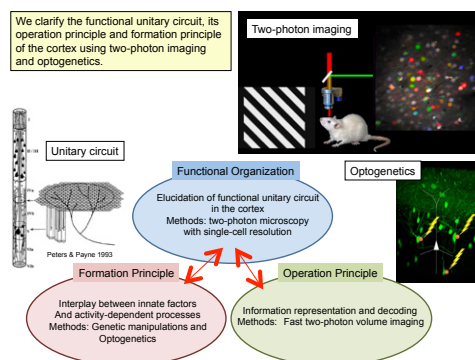 We clarify the functional unitary circuit, its
operation principle and formation principle
of the cortex using two-photon imaging
and optogenetics.
Two-photon imaging
Unitary circuit
Peters & Payne 1993
Functional Organization
Elucidation of functional unitary circuit
in the cortex
Methods: two-photon microscopy
with single-cell resolution
Optogenetics
Formation Principle
Interplay between innate factors
And activity-dependent processes
Methods: Genetic manipulations and
Optogenetics
Operation Principle
Information representation and decoding
Methods: Fast two-photon volume imaging